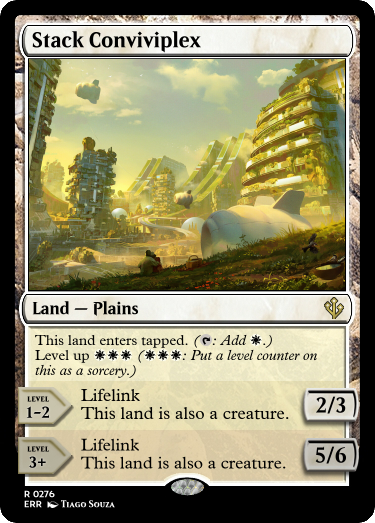 Stack Conviviplex
Land — Plains
This land enters tapped. (T: Add W.)
Level up WWW (WWW: Put a level counter on
this as a sorcery.)
LEVEL
1-2
Lifelink
This land is also a creature.
2/3
LEVEL
3+
Lifelink
This land is also a creature.
5/6
R 0276
ERR Tiago Souza